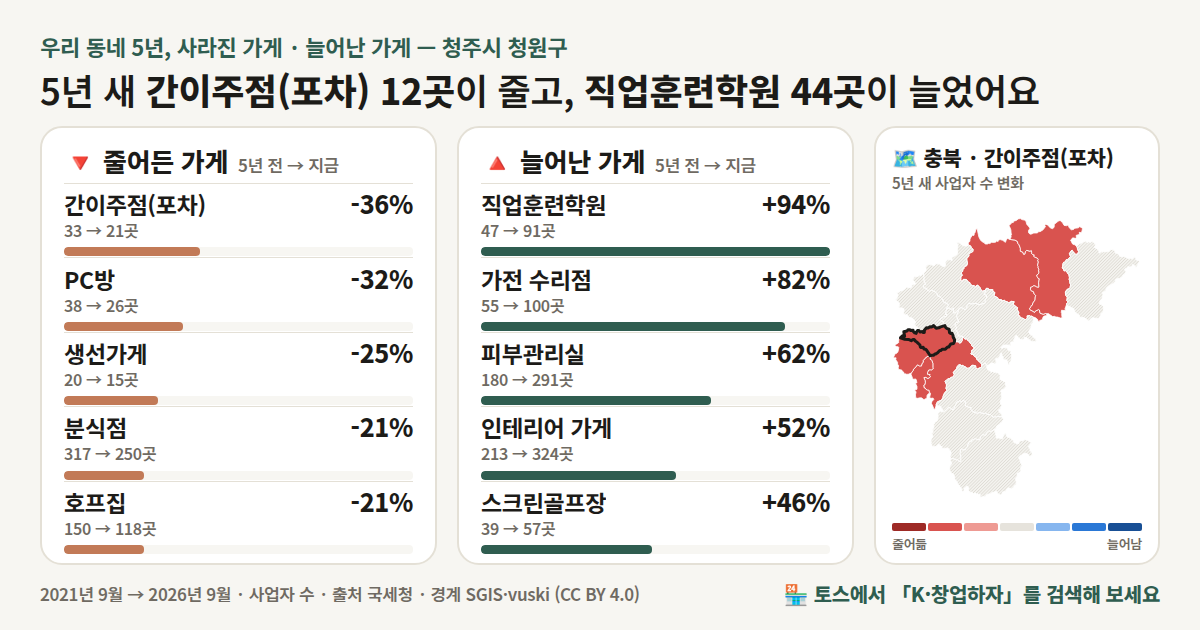 우리 동네 5년, 사라진 가게 · 늘어난 가게 — 청주시 청원구
5년 새 간이주점(포차) 12곳이 줄고, 직업훈련학원 44곳이 늘었어요
줄어든 가게 5년 전 → 지금
간이주점(포차) -36%
33 → 21곳
PC방 -32%
38 → 26곳
생선가게 -25%
20 → 15곳
분식점 -21%
317 → 250곳
호프집 -21%
150 → 118곳
늘어난 가게 5년 전 → 지금
직업훈련학원 +94%
47 → 91곳
가전 수리점 +82%
55 → 100곳
피부관리실 +62%
180 → 291곳
인테리어 가게 +52%
213 → 324곳
스크린골프장 +46%
39 → 57곳
충북 · 간이주점(포차)
5년 새 사업자 수 변화
줄어듦 늘어남
2021년 9월 → 2026년 9월 · 사업자 수 · 출처 국세청 · 경계 SGIS·vuski (CC BY 4.0)
토스에서 「K·창업하자」를 검색해 보세요